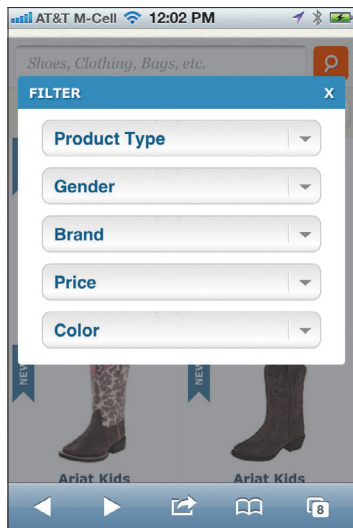 AT&T M-Cell 12:02 PM
Shoes, Clothing, Bags, etc.
FILTER X
Product Type
Gender
Brand
Price
Color
NEW NEW
Ariat Kids Ariat Kids
8